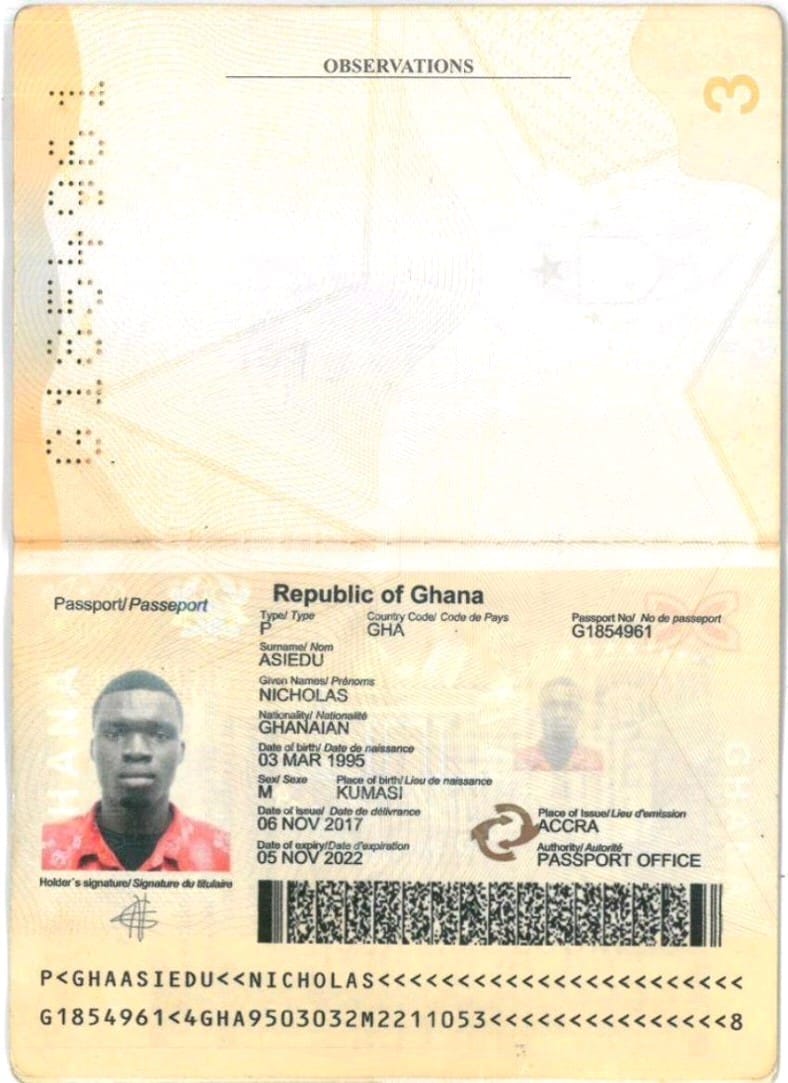 OBSERVATIONS
3
G1854961
Passport/Passeport
Republic of Ghana
Type/ Type
Country Code/ Code de Pays
Passport No/ No de passeport
P
GHA
G1854961
Surname/ Nom
ASIEDU
Given Names/ Prénoms
NICHOLAS
Nationality/ Nationalité
GHANAIAN
Date of birth/ Date de naissance
03 MAR 1995
Sex/ Sexe
Place of birth/ Lieu de naissance
M
KUMASI
Date of issue/ Date de délivrance
06 NOV 2017
Place of Issue/ Lieu d'emission
ACCRA
Date of expiry/Date d'expiration
05 NOV 2022
Authority/ Autorité
PASSPORT OFFICE
Holder's signature/ Signature du titulaire
P<GHAASIEDU<<NICHOLAS<<<<<<<<<<<<<<<<<<<<<<<
G1854961<4GHA9503032M2211053<<<<<<<<<<<<<<<8